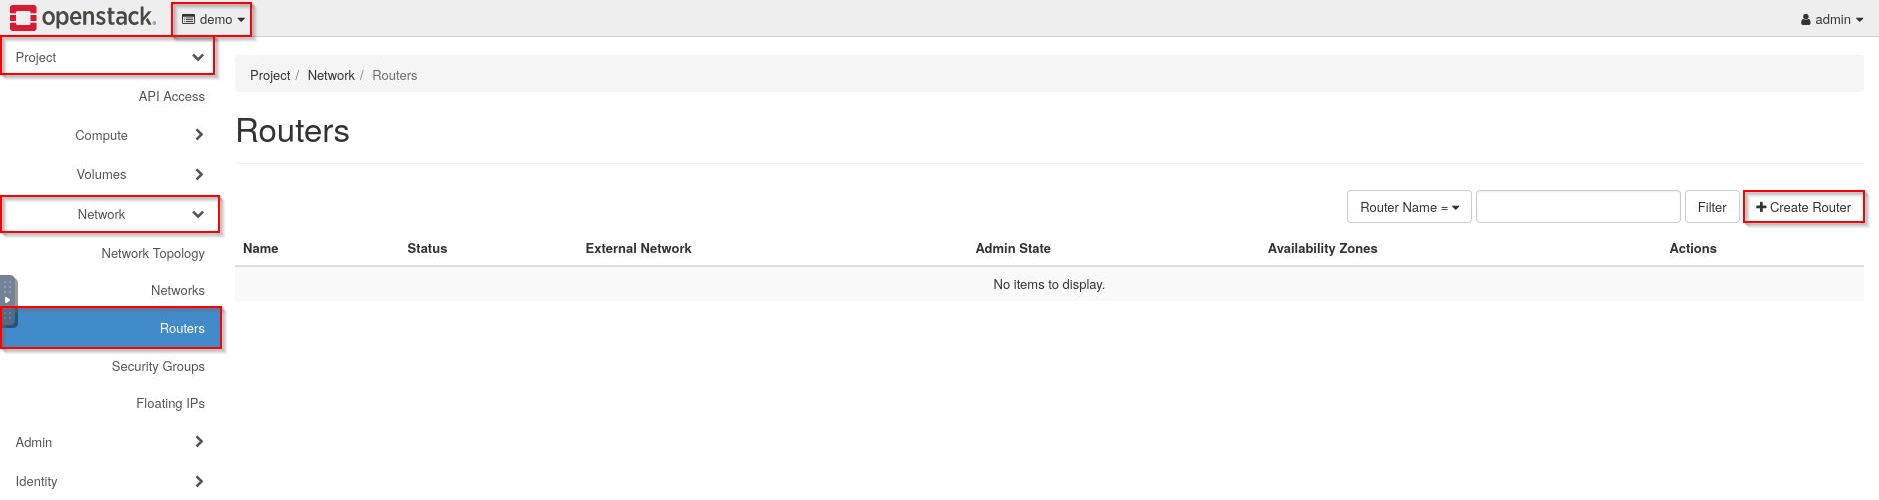 openstack. demo admin
Project
API Access
Compute
Volumes
Network
Network Topology
Networks
Routers
Security Groups
Floating IPs
Admin
Identity
Project / Network / Routers
Routers
Router Name = Filter Create Router
Name Status External Network Admin State Availability Zones Actions
No items to display.